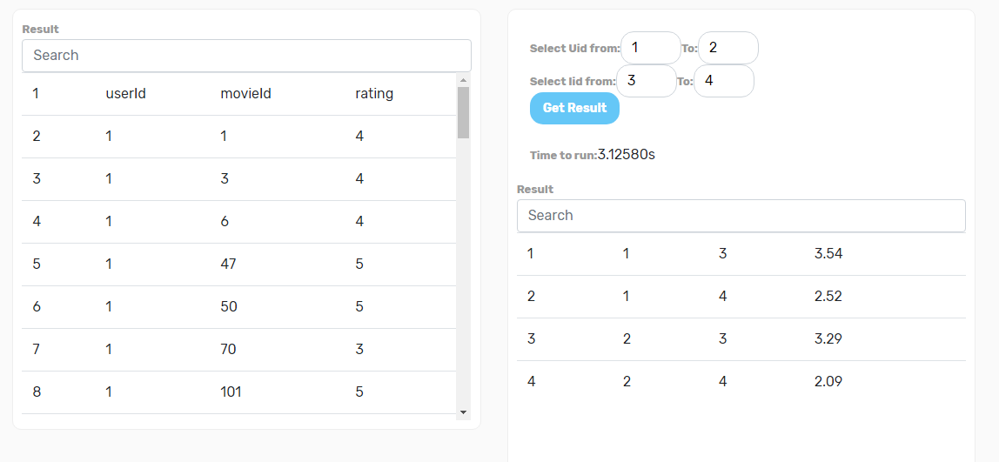 Result
Search
1 userId movieId rating
2 1 1 4
3 1 3 4
4 1 6 4
5 1 47 5
6 1 50 5
7 1 70 3
8 1 101 5
Select Uid from: 1 To: 2
Select Iid from: 3 To: 4
Get Result
Time to run:3.12580s
Result
Search
1 1 3 3.54
2 1 4 2.52
3 2 3 3.29
4 2 4 2.09